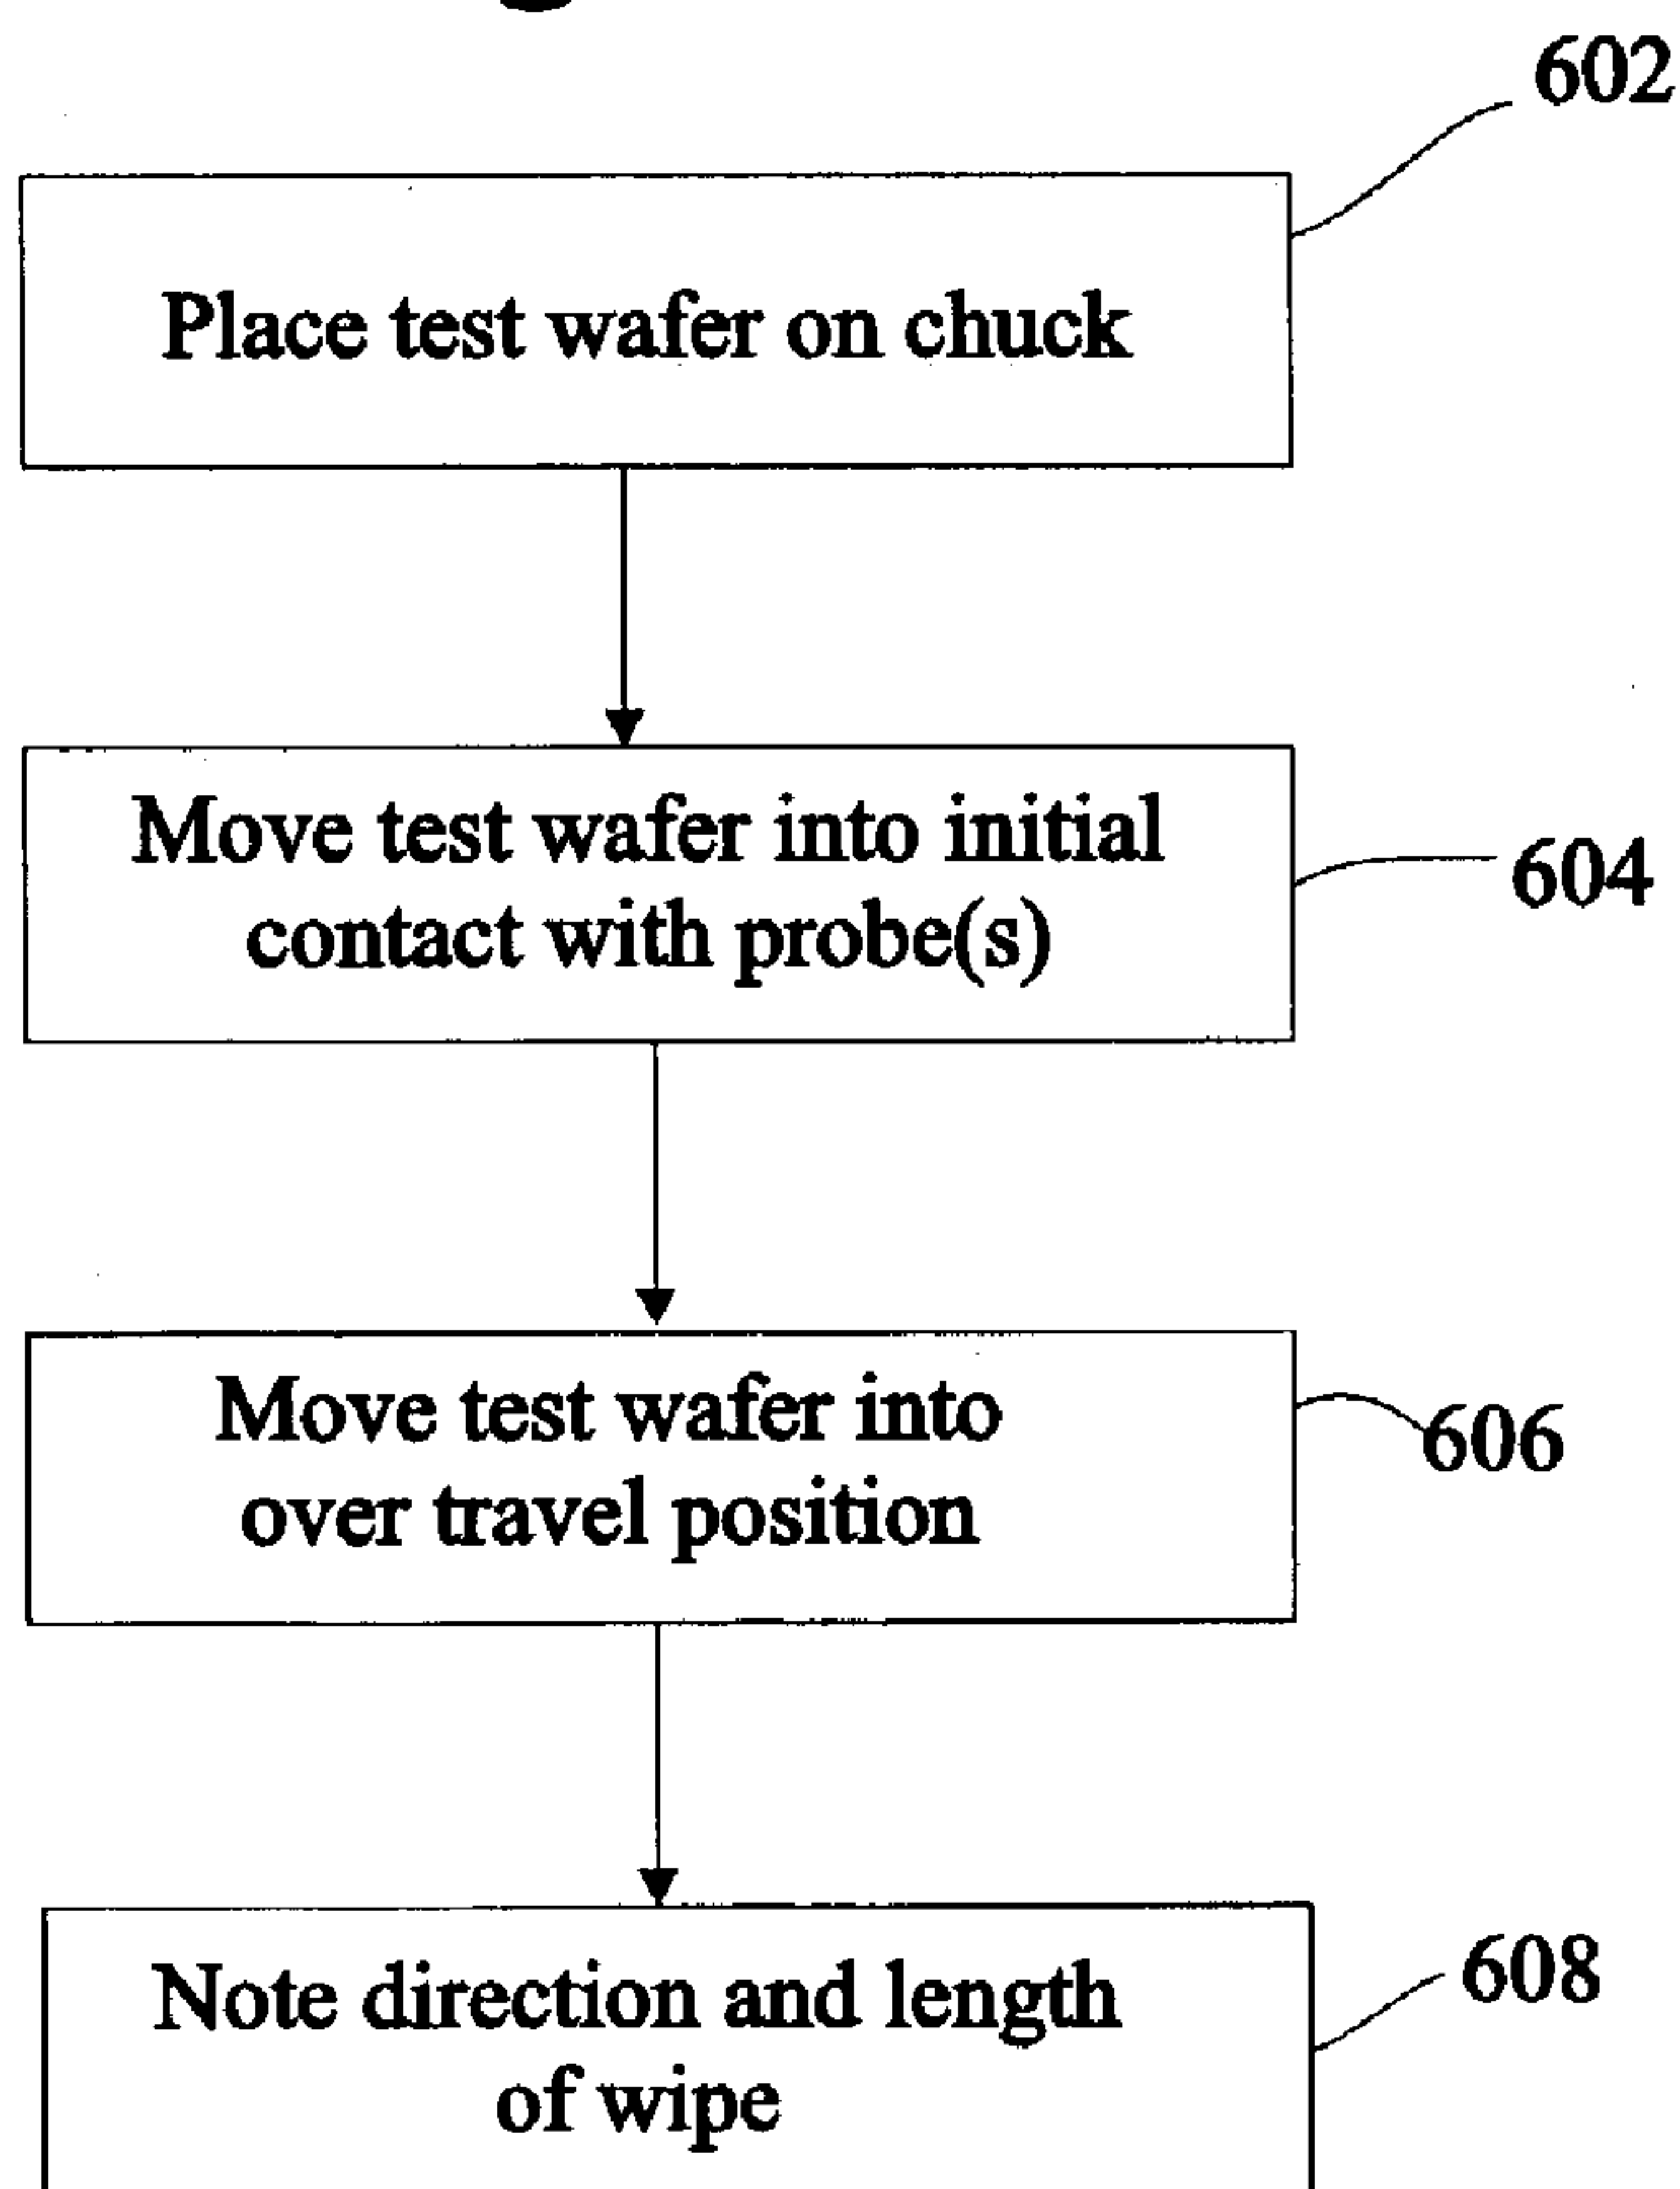 602
Place test wafer on chuck
Move test wafer into initial
contact with probe(s)
604
Move test wafer into
over travel position
606
Note direction and length
of wipe
608